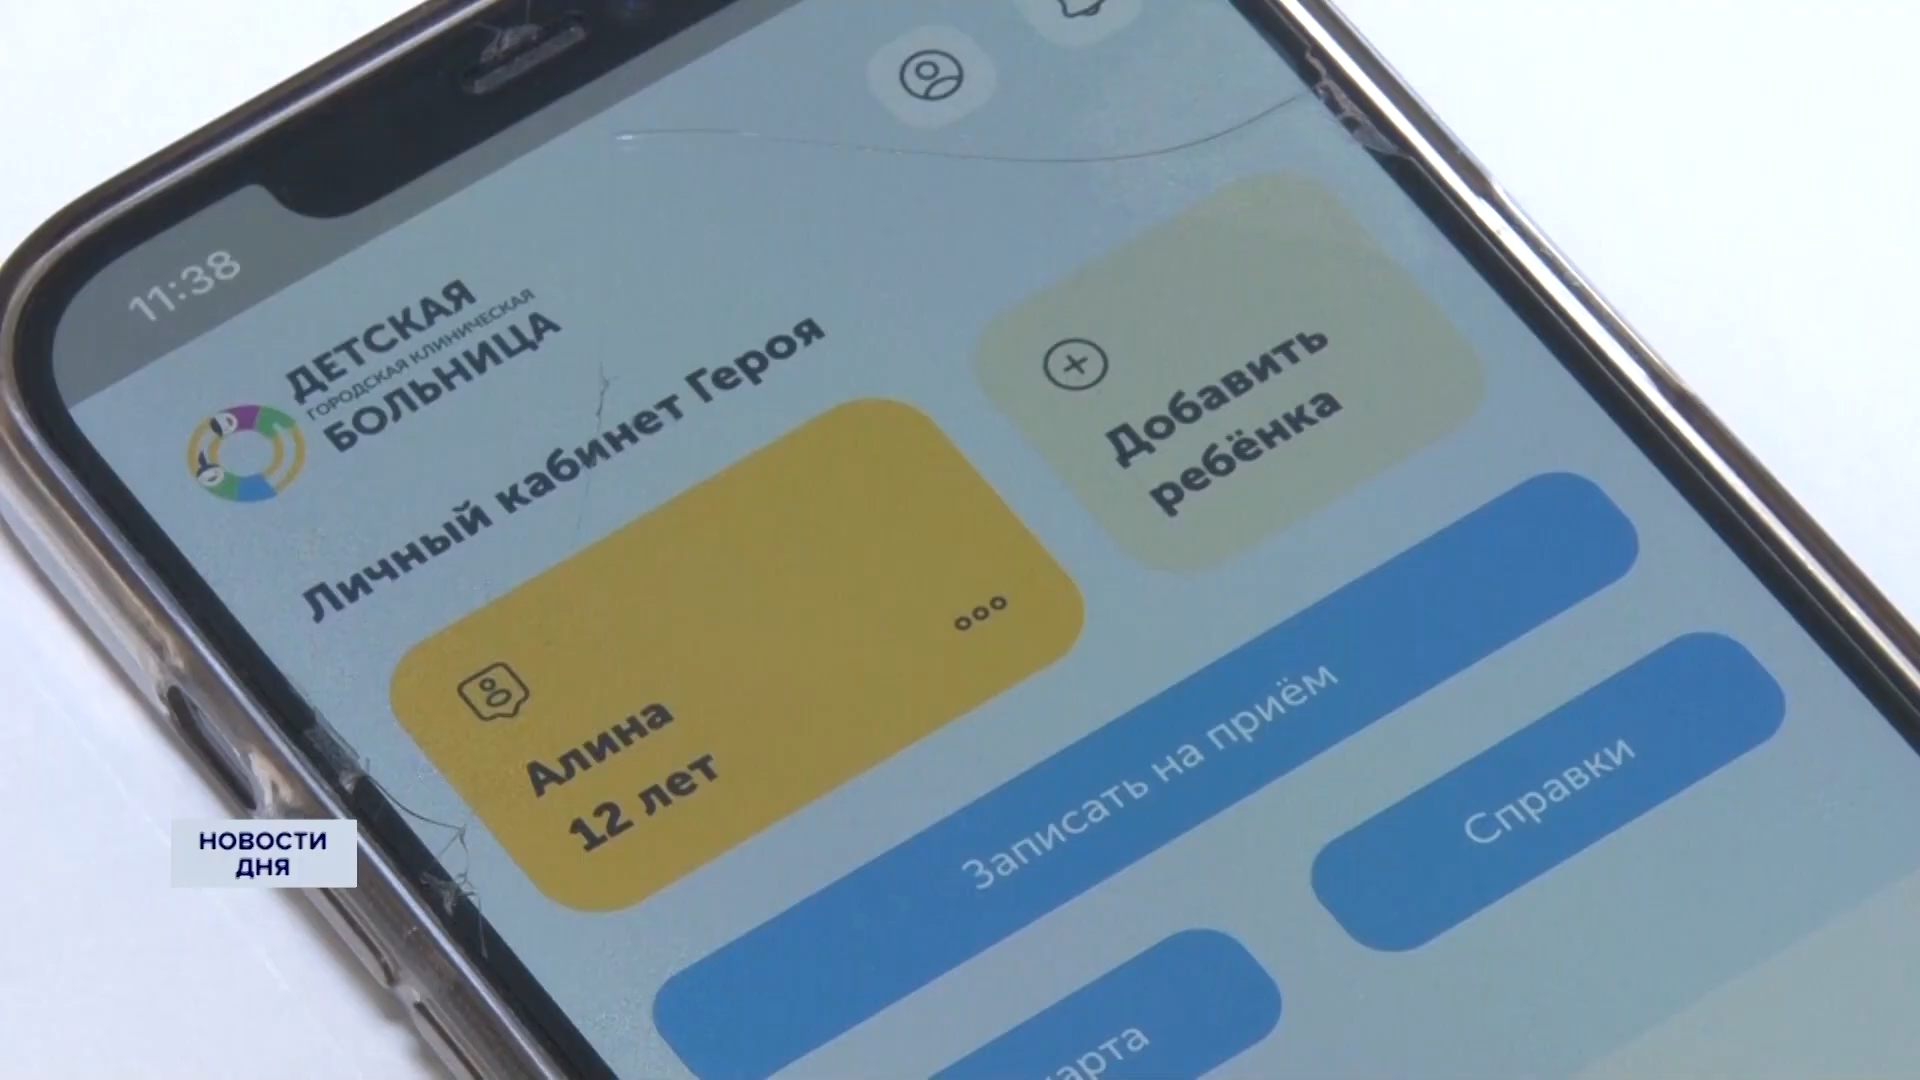 11:38
ДЕТСКАЯ
ГОРОДСКАЯ КЛИНИЧЕСКАЯ
БОЛЬНИЦА
Личный кабинет Героя
Добавить
ребёнка
Алина
12 лет
Записать на приём
Справки
НОВОСТИ
ДНЯ